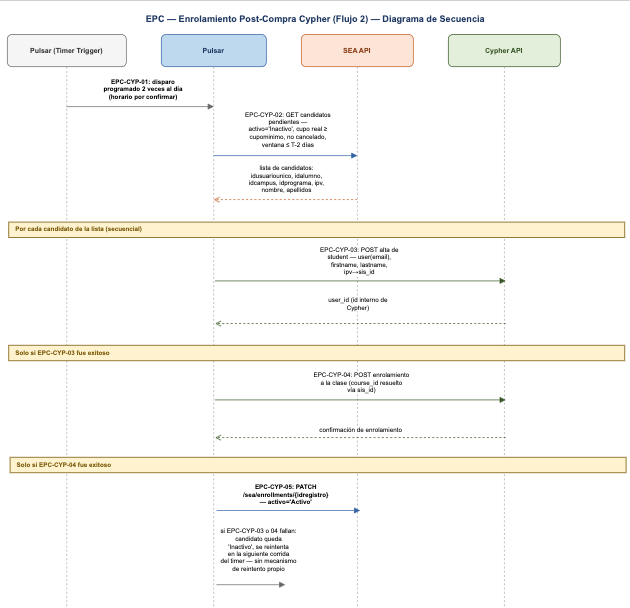 EPC — Enrolamiento Post-Compra Cypher (Flujo 2) — Diagrama de Secuencia
Pulsar (Timer Trigger)
Pulsar
SEA API
Cypher API
EPC-CYP-01: disparo
programado 2 veces al día
(horario por confirmar)
EPC-CYP-02: GET candidatos
pendientes —
activo='Inactivo', cupo real ≥
cupominimo, no cancelado,
ventana ≤ T-2 días
lista de candidatos:
idusuariounico, idalumno,
idcampus, idprograma, ipv,
nombre, apellidos
Por cada candidato de la lista (secuencial)
EPC-CYP-03: POST alta de
student — user(email),
firstname, lastname,
ipv→sis_id
user_id (id interno de
Cypher)
Solo si EPC-CYP-03 fue exitoso
EPC-CYP-04: POST enrolamiento
a la clase (course_id resuelto
vía sis_id)
confirmación de enrolamiento
Solo si EPC-CYP-04 fue exitoso
EPC-CYP-05: PATCH
/sea/enrollments/{idregistro}
— activo='Activo'
si EPC-CYP-03 o 04 fallan:
candidato queda
'Inactivo', se reintenta
en la siguiente corrida
del timer — sin mecanismo
de reintento propio